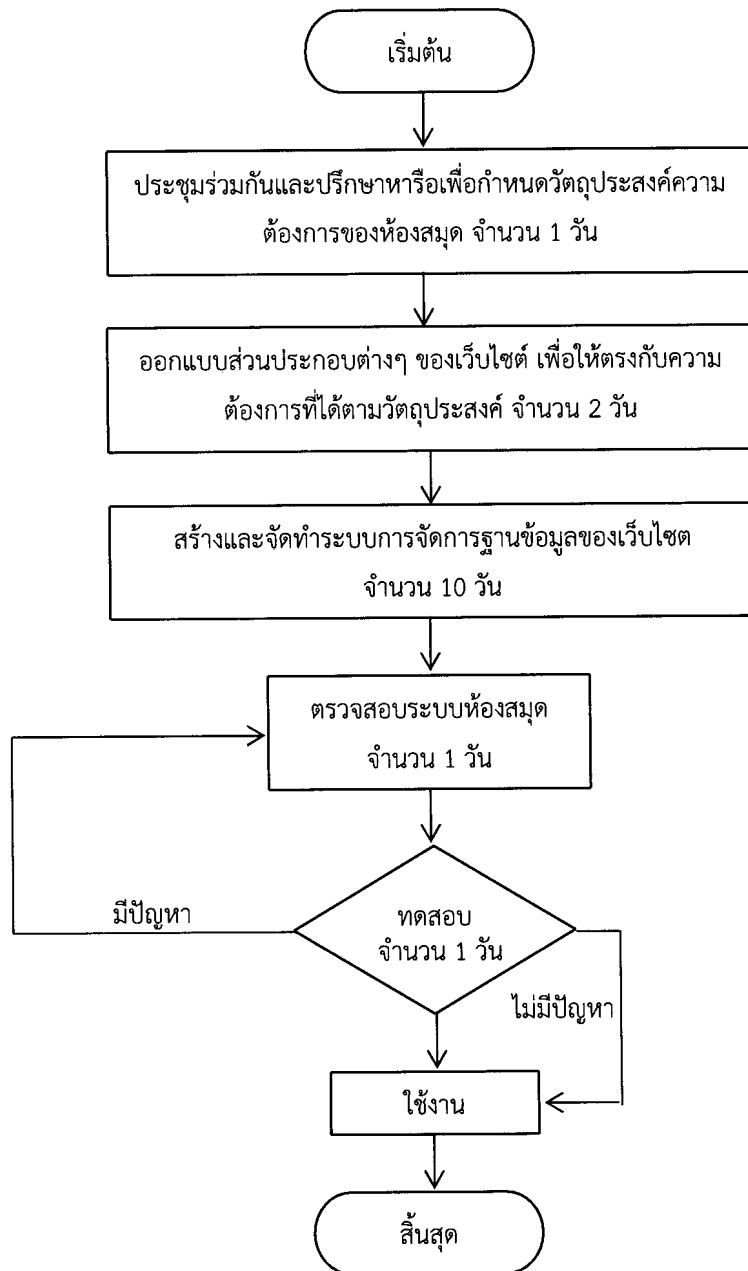 เริ่มต้น
ประชุมร่วมกันและปรึกษาหารือเพื่อกำหนดวัตถุประสงค์ความ
ต้องการของห้องสมุด จำนวน 1 วัน
ออกแบบส่วนประกอบต่างๆ ของเว็บไซต์ เพื่อให้ตรงกับความ
ต้องการที่ได้ตามวัตถุประสงค์ จำนวน 2 วัน
สร้างและจัดทำระบบการจัดการฐานข้อมูลของเว็บไซต
จำนวน 10 วัน
ตรวจสอบระบบห้องสมุด
จำนวน 1 วัน
มีปัญหา
ทดสอบ
จำนวน 1 วัน
ไม่มีปัญหา
ใช้งาน
สิ้นสุด